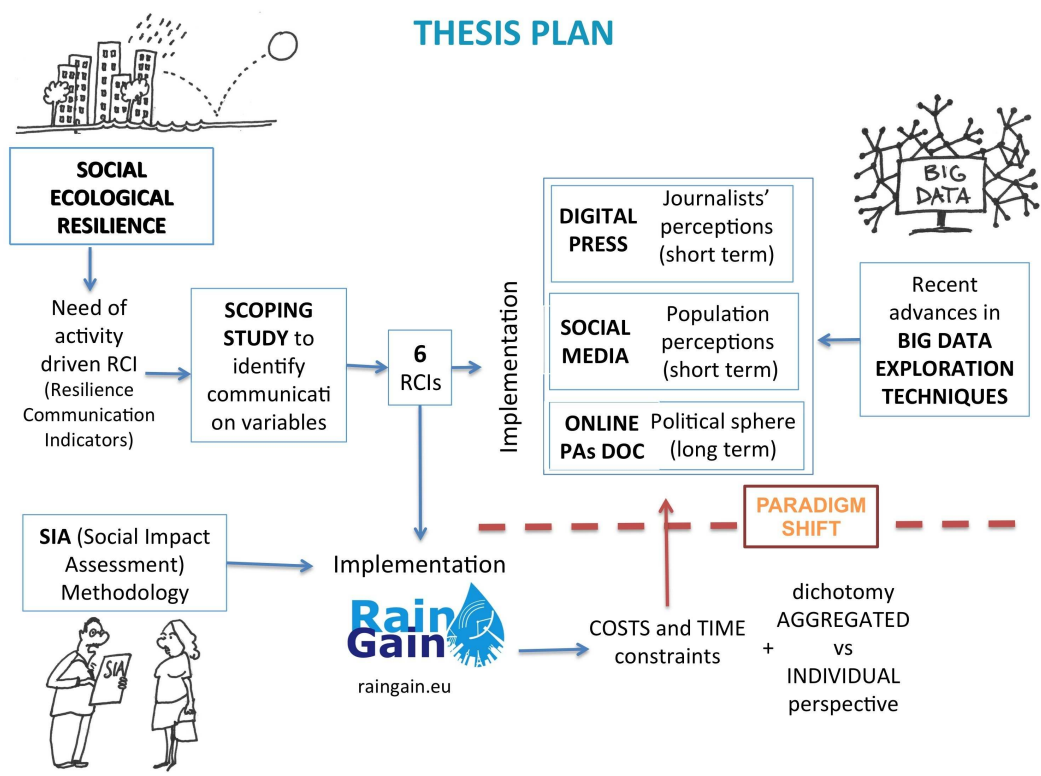 THESIS PLAN
SOCIAL
ECOLOGICAL
RESILIENCE
Need of
activity
driven RCI
(Resilience
Communication
Indicators)
SCOPING
STUDY to
identify
communicati
on variables
6
RCIs
Implementation
DIGITAL
PRESS
Journalists’
perceptions
(short term)
SOCIAL
MEDIA
Population
perceptions
(short term)
ONLINE
PAs DOC
Political sphere
(long term)
BIG
DATA
Recent
advances in
BIG DATA
EXPLORATION
TECHNIQUES
PARADIGM
SHIFT
SIA (Social Impact
Assessment)
Methodology
SIA
Implementation
Rain
Gain
raingain.eu
COSTS and TIME
constraints
+
dichotomy
AGGREGATED
vs
INDIVIDUAL
perspective